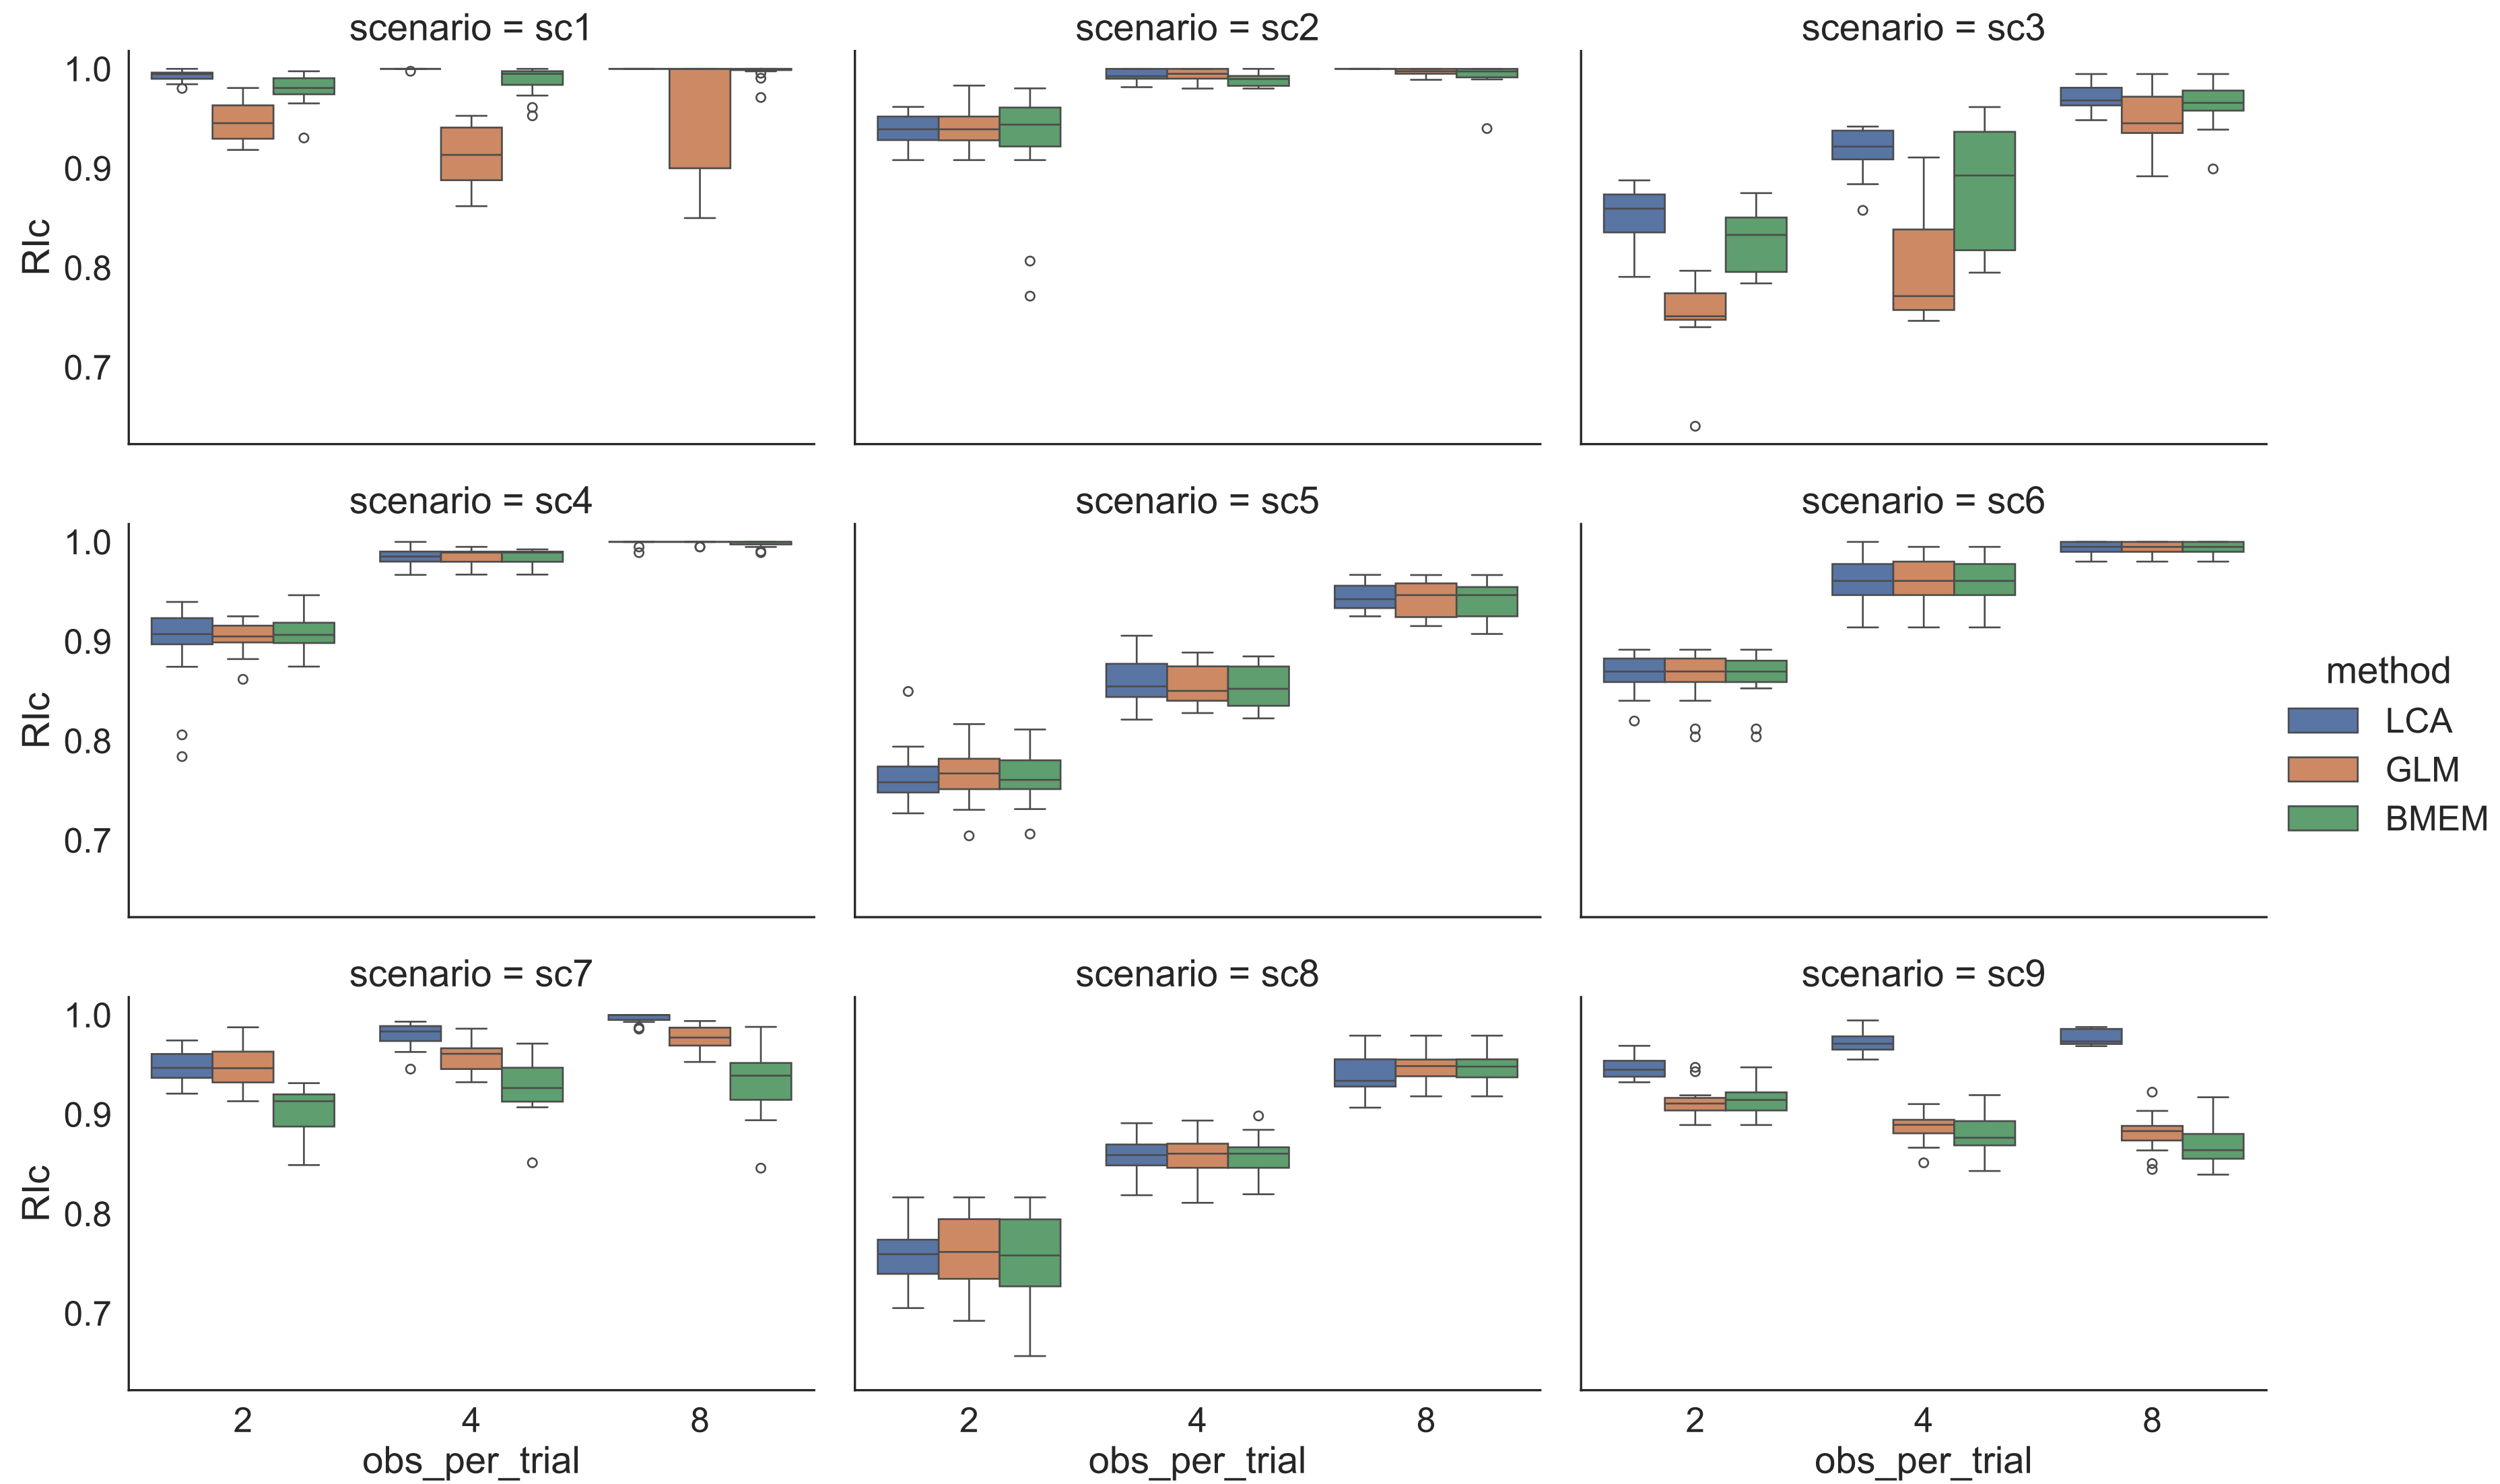 scenario = sc1
scenario = sc2
scenario = sc3
1.0
0.9
0.8
0.7
RIc
scenario = sc4
scenario = sc5
scenario = sc6
1.0
0.9
0.8
0.7
RIc
method
LCA
GLM
BMEM
scenario = sc7
scenario = sc8
scenario = sc9
1.0
0.9
0.8
0.7
RIc
2 4 8
2 4 8
2 4 8
obs_per_trial
obs_per_trial
obs_per_trial